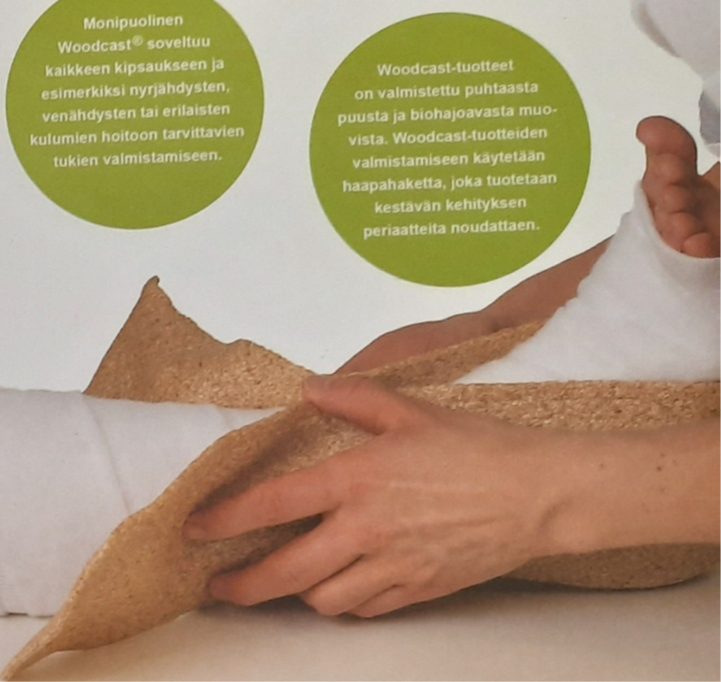 Monipuolinen
Woodcast® soveltuu
kaikkeen kipsaukseen ja
esimerkiksi nyrjähdysten,
venähdysten tai erilaisten
kulumien hoitoon tarvittavien
tukien valmistamiseen.
Woodcast-tuotteet
on valmistettu puhtaasta
puusta ja biohajoavasta muo-
vista. Woodcast-tuotteiden
valmistamiseen käytetään
haapahaketta, joka tuotetaan
kestävän kehityksen
periaatteita noudattaen.